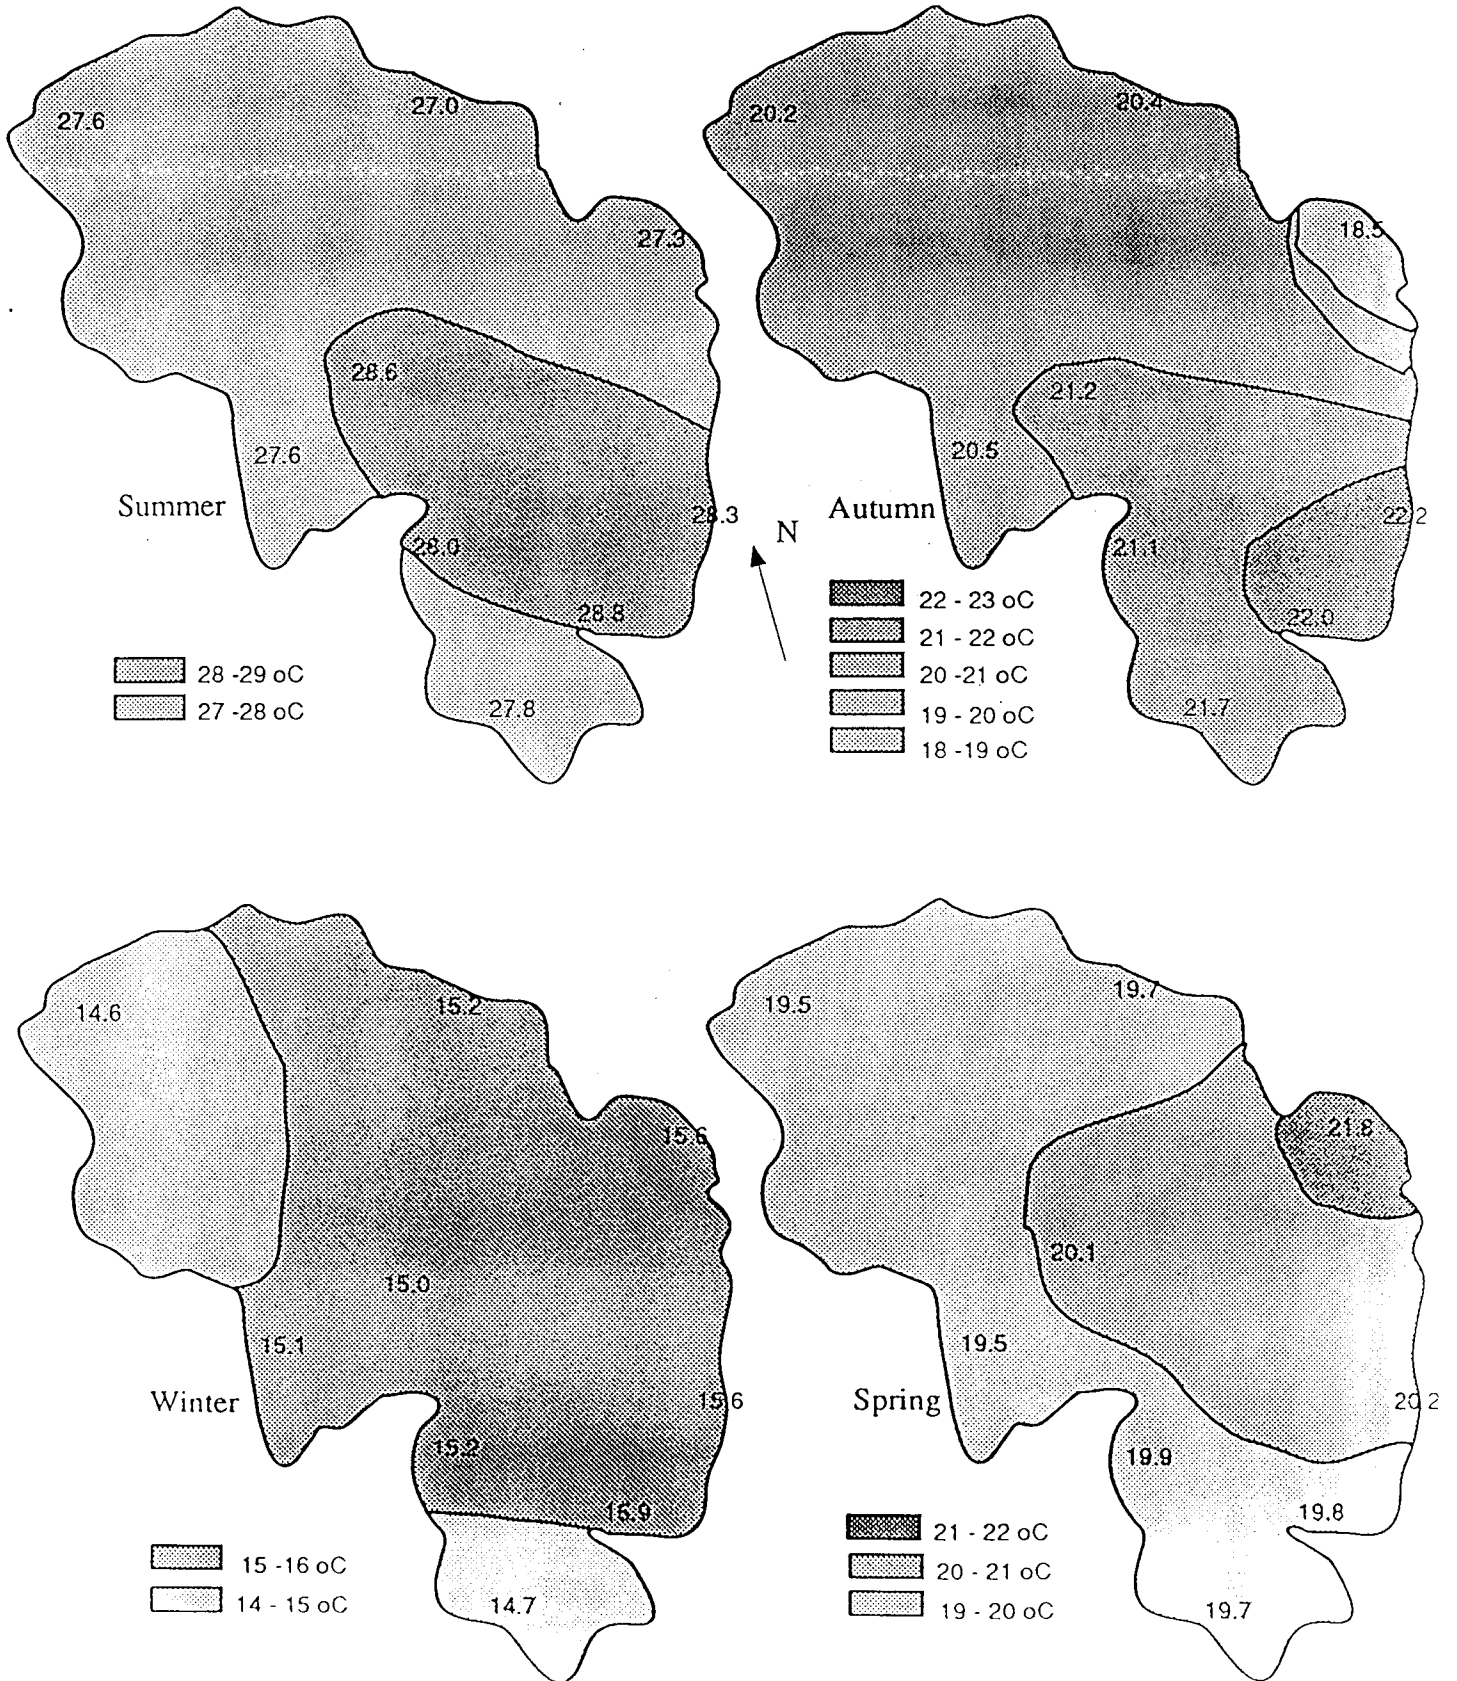 27.6
27.0
27.3
28.6
27.6
Summer
28.3
28.0
28.8
28 -29 oC
27 -28 oC
27.8
N
20.2
20.4
18.5
21.2
20.5
Autumn
22.2
21.1
22.0
22 - 23 oC
21 - 22 oC
20 -21 oC
19 - 20 oC
18 -19 oC
21.7
14.6
15.2
15.6
15.0
15.1
Winter
15.6
15.2
15.9
15 -16 oC
14 - 15 oC
14.7
19.5
19.7
21.8
20.1
19.5
Spring
20.2
19.9
19.8
21 - 22 oC
20 - 21 oC
19 - 20 oC
19.7